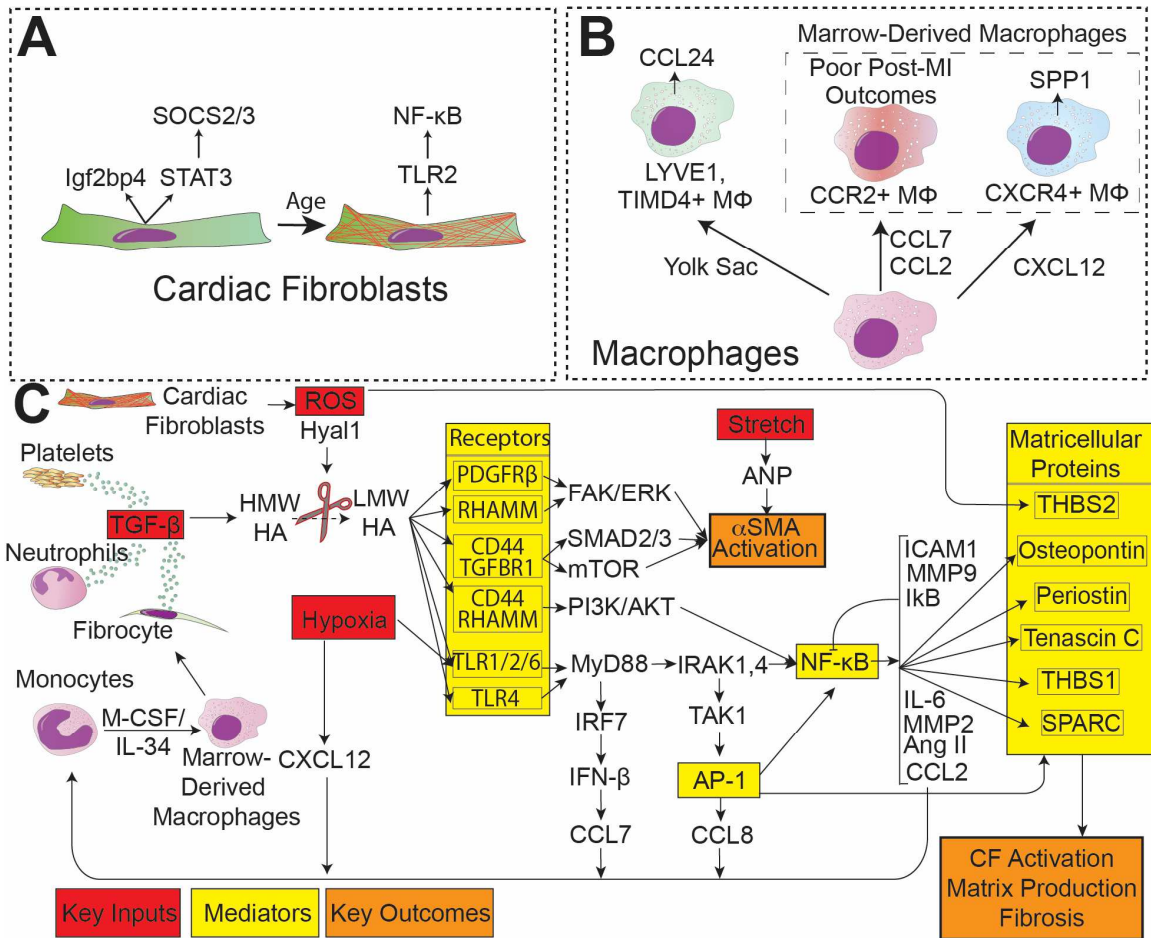 A
SOCS2/3
NF-κB
Igf2bp4
STAT3
TLR2
Age
Cardiac Fibroblasts
B
Marrow-Derived Macrophages
CCL24
Poor Post-MI
Outcomes
SPP1
LYVE1,
TIMD4+ MΦ
CCR2+ MΦ
CXCR4+ MΦ
Yolk Sac
CCL7
CCL2
CXCL12
Macrophages
C
Cardiac
Fibroblasts
ROS
Hyal1
Platelets
TGF-β
HMW
HA
LMW
HA
Neutrophils
Fibrocyte
Hypoxia
Monocytes
M-CSF/
IL-34
Marrow-
Derived
Macrophages
CXCL12
Receptors
PDGFRβ
RHAMM
CD44
TGFBR1
CD44
RHAMM
TLR1/2/6
TLR4
FAK/ERK
SMAD2/3
mTOR
PI3K/AKT
MyD88
IRAK1,4
IRF7
IFN-β
CCL7
TAK1
AP-1
CCL8
Stretch
ANP
αSMA
Activation
NF-κB
ICAM1
MMP9
IkB
IL-6
MMP2
Ang II
CCL2
Matricellular
Proteins
THBS2
Osteopontin
Periostin
Tenascin C
THBS1
SPARC
CF Activation
Matrix Production
Fibrosis
Key Inputs
Mediators
Key Outcomes